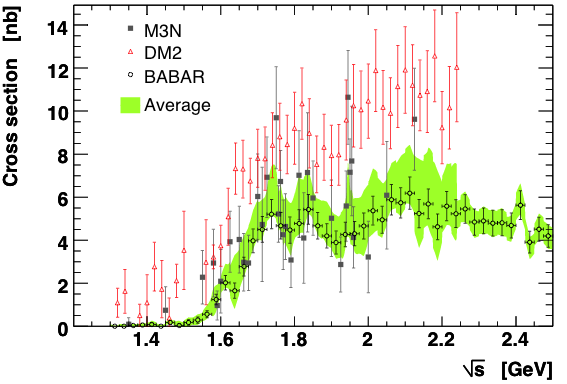 Cross section [nb]
14
12
10
8
6
4
2
0
M3N
DM2
BABAR
Average
1.4 1.6 1.8 2 2.2 2.4
√s [GeV]